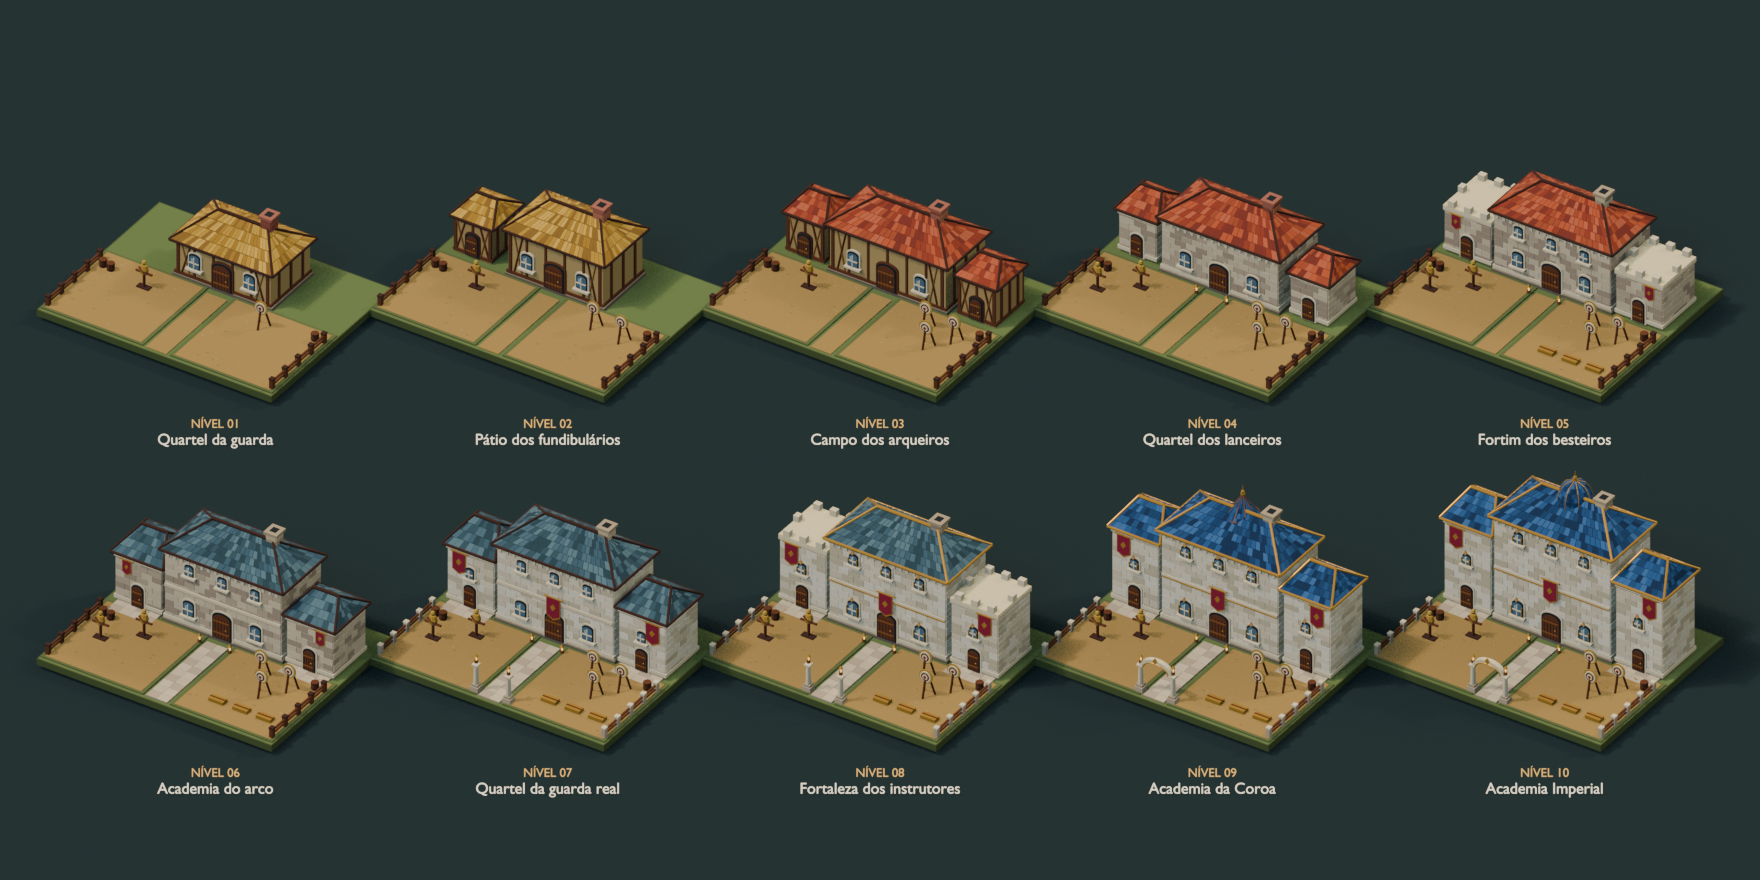 NÍVEL 01
Quartel da guarda
NÍVEL 02
Pátio dos fundibulários
NÍVEL 03
Campo dos arqueiros
NÍVEL 04
Quartel dos lanceiros
NÍVEL 05
Fortim dos besteiros
NÍVEL 06
Academia do arco
NÍVEL 07
Quartel da guarda real
NÍVEL 08
Fortaleza dos instrutores
NÍVEL 09
Academia da Coroa
NÍVEL 10
Academia Imperial